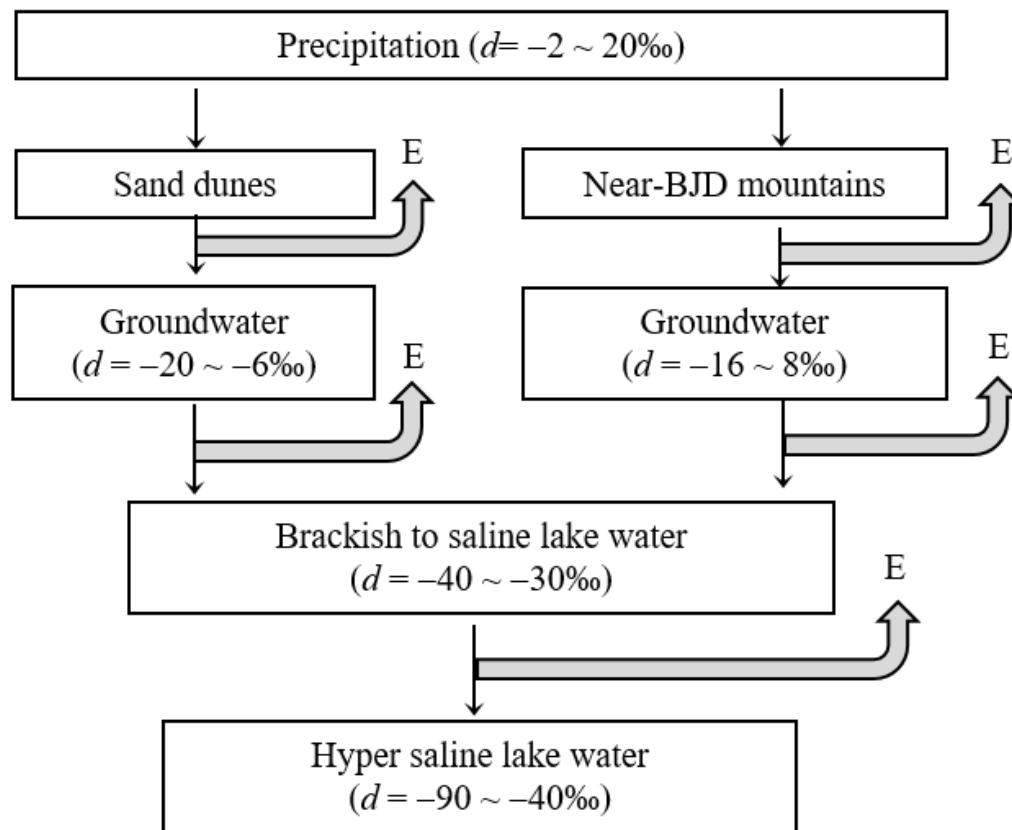 Precipitation (d= –2 ~ 20‰)
E
E
Sand dunes
Near-BJD mountains
Groundwater
(d = –20 ~ –6‰)
Groundwater
(d = –16 ~ 8‰)
E
E
Brackish to saline lake water
(d = –40 ~ –30‰)
E
Hyper saline lake water
(d = –90 ~ –40‰)